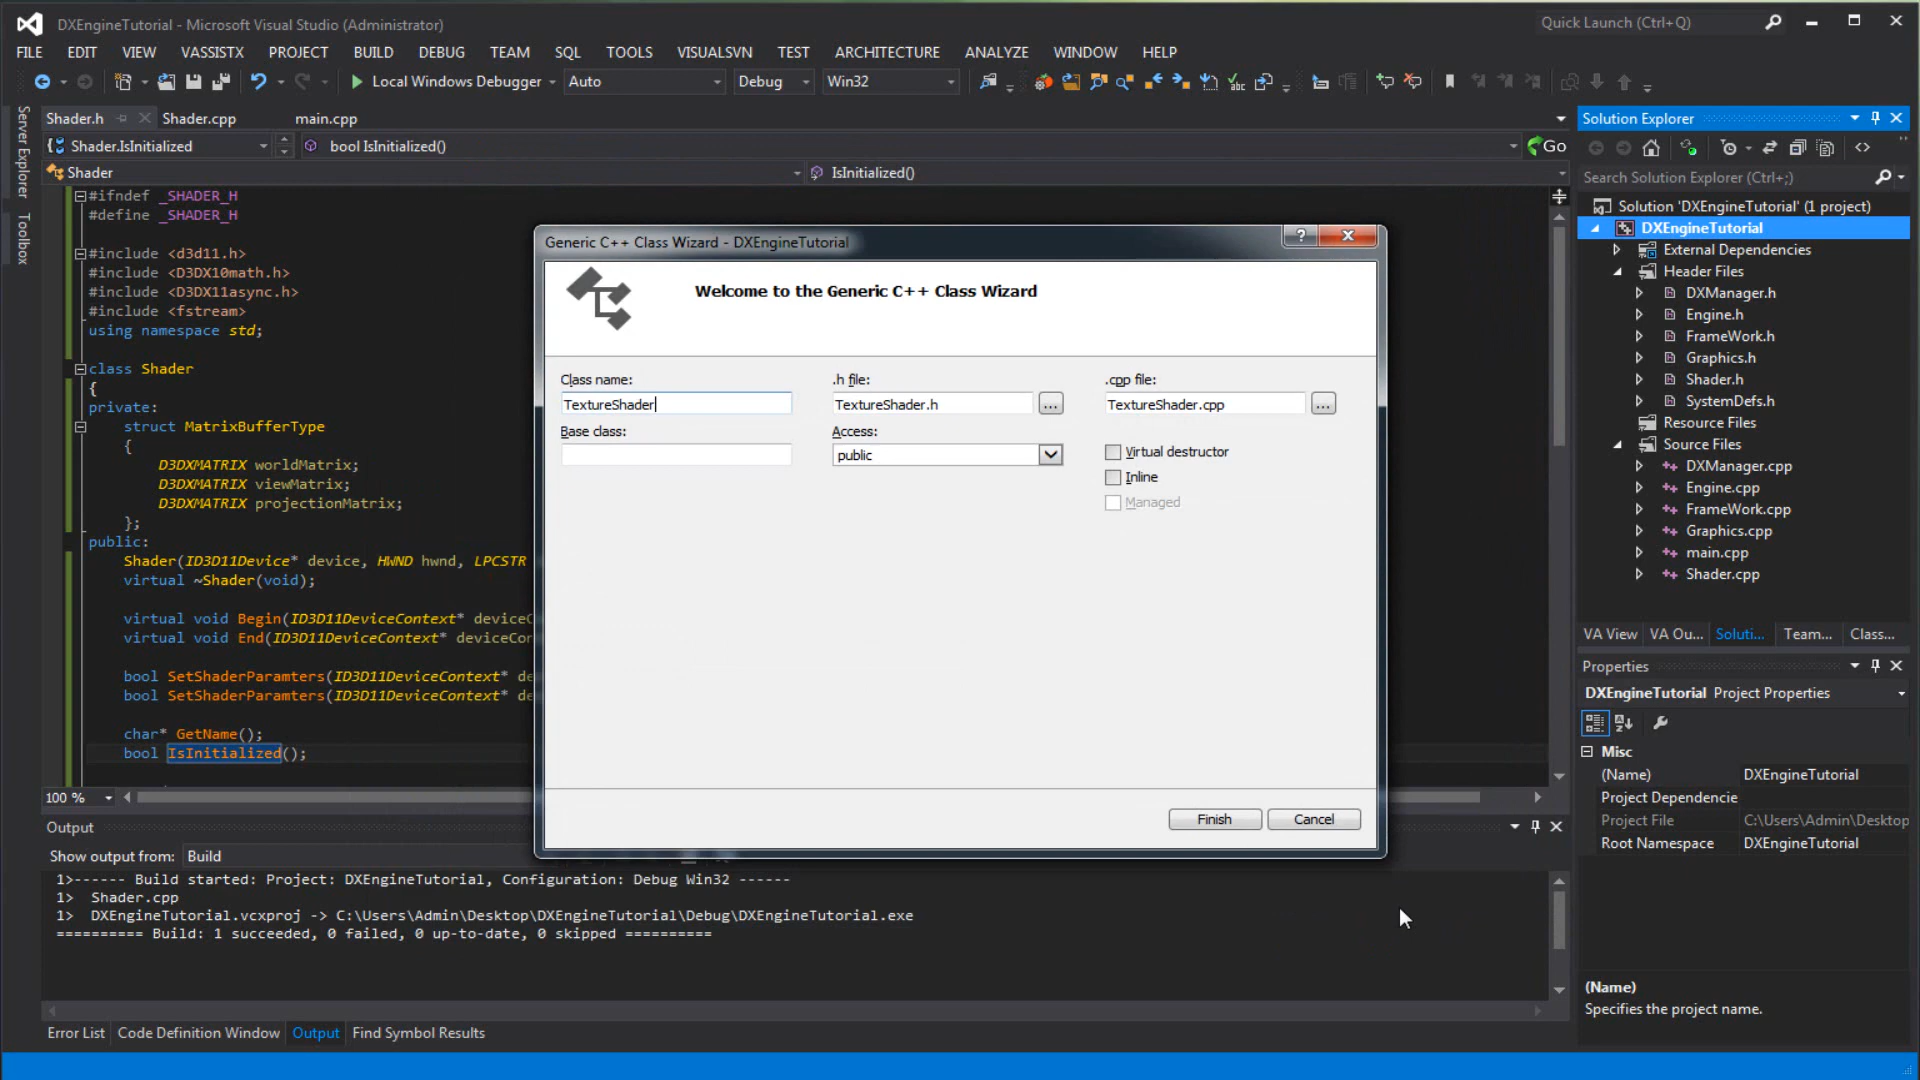 DXEngineTutorial - Microsoft Visual Studio (Administrator)
Quick Launch (Ctrl+Q)
FILE EDIT VIEW VASSISTX PROJECT BUILD DEBUG TEAM SQL TOOLS VISUALSVN TEST ARCHITECTURE ANALYZE WINDOW HELP
Local Windows Debugger Auto Debug Win32
Server Explorer
Toolbox
Shader.h Shader.cpp main.cpp
Shader.IsInitialized bool IsInitialized() Go
Shader IsInitialized()
#ifndef _SHADER_H
#define _SHADER_H
#include <d3d11.h>
#include <D3DX10math.h>
#include <D3DX11async.h>
#include <fstream>
using namespace std;
class Shader
{
private:
struct MatrixBufferType
{
D3DXMATRIX worldMatrix;
D3DXMATRIX viewMatrix;
D3DXMATRIX projectionMatrix;
};
public:
Shader(ID3D11Device* device, HWND hwnd, LPCSTR
virtual ~Shader(void);
virtual void Begin(ID3D11DeviceContext* deviceC
virtual void End(ID3D11DeviceContext* deviceCon
bool SetShaderParamters(ID3D11DeviceContext* de
bool SetShaderParamters(ID3D11DeviceContext* de
char* GetName();
bool IsInitialized();
100 %
Generic C++ Class Wizard - DXEngineTutorial
Welcome to the Generic C++ Class Wizard
Class name: .h file: .cpp file:
TextureShader TextureShader.h ... TextureShader.cpp ...
Base class: Access:
public
Virtual destructor
Inline
Managed
Finish Cancel
Output
Show output from: Build
1>------ Build started: Project: DXEngineTutorial, Configuration: Debug Win32 ------
1>  Shader.cpp
1>  DXEngineTutorial.vcxproj -> C:\Users\Admin\Desktop\DXEngineTutorial\Debug\DXEngineTutorial.exe
========== Build: 1 succeeded, 0 failed, 0 up-to-date, 0 skipped ==========
Error List Code Definition Window Output Find Symbol Results
Solution Explorer
Search Solution Explorer (Ctrl+;)
Solution 'DXEngineTutorial' (1 project)
DXEngineTutorial
External Dependencies
Header Files
DXManager.h
Engine.h
FrameWork.h
Graphics.h
Shader.h
SystemDefs.h
Resource Files
Source Files
DXManager.cpp
Engine.cpp
FrameWork.cpp
Graphics.cpp
main.cpp
Shader.cpp
VA View VA Ou... Soluti... Team... Class...
Properties
DXEngineTutorial Project Properties
Misc
(Name) DXEngineTutorial
Project Dependencie
Project File C:\Users\Admin\Desktop
Root Namespace DXEngineTutorial
(Name)
Specifies the project name.